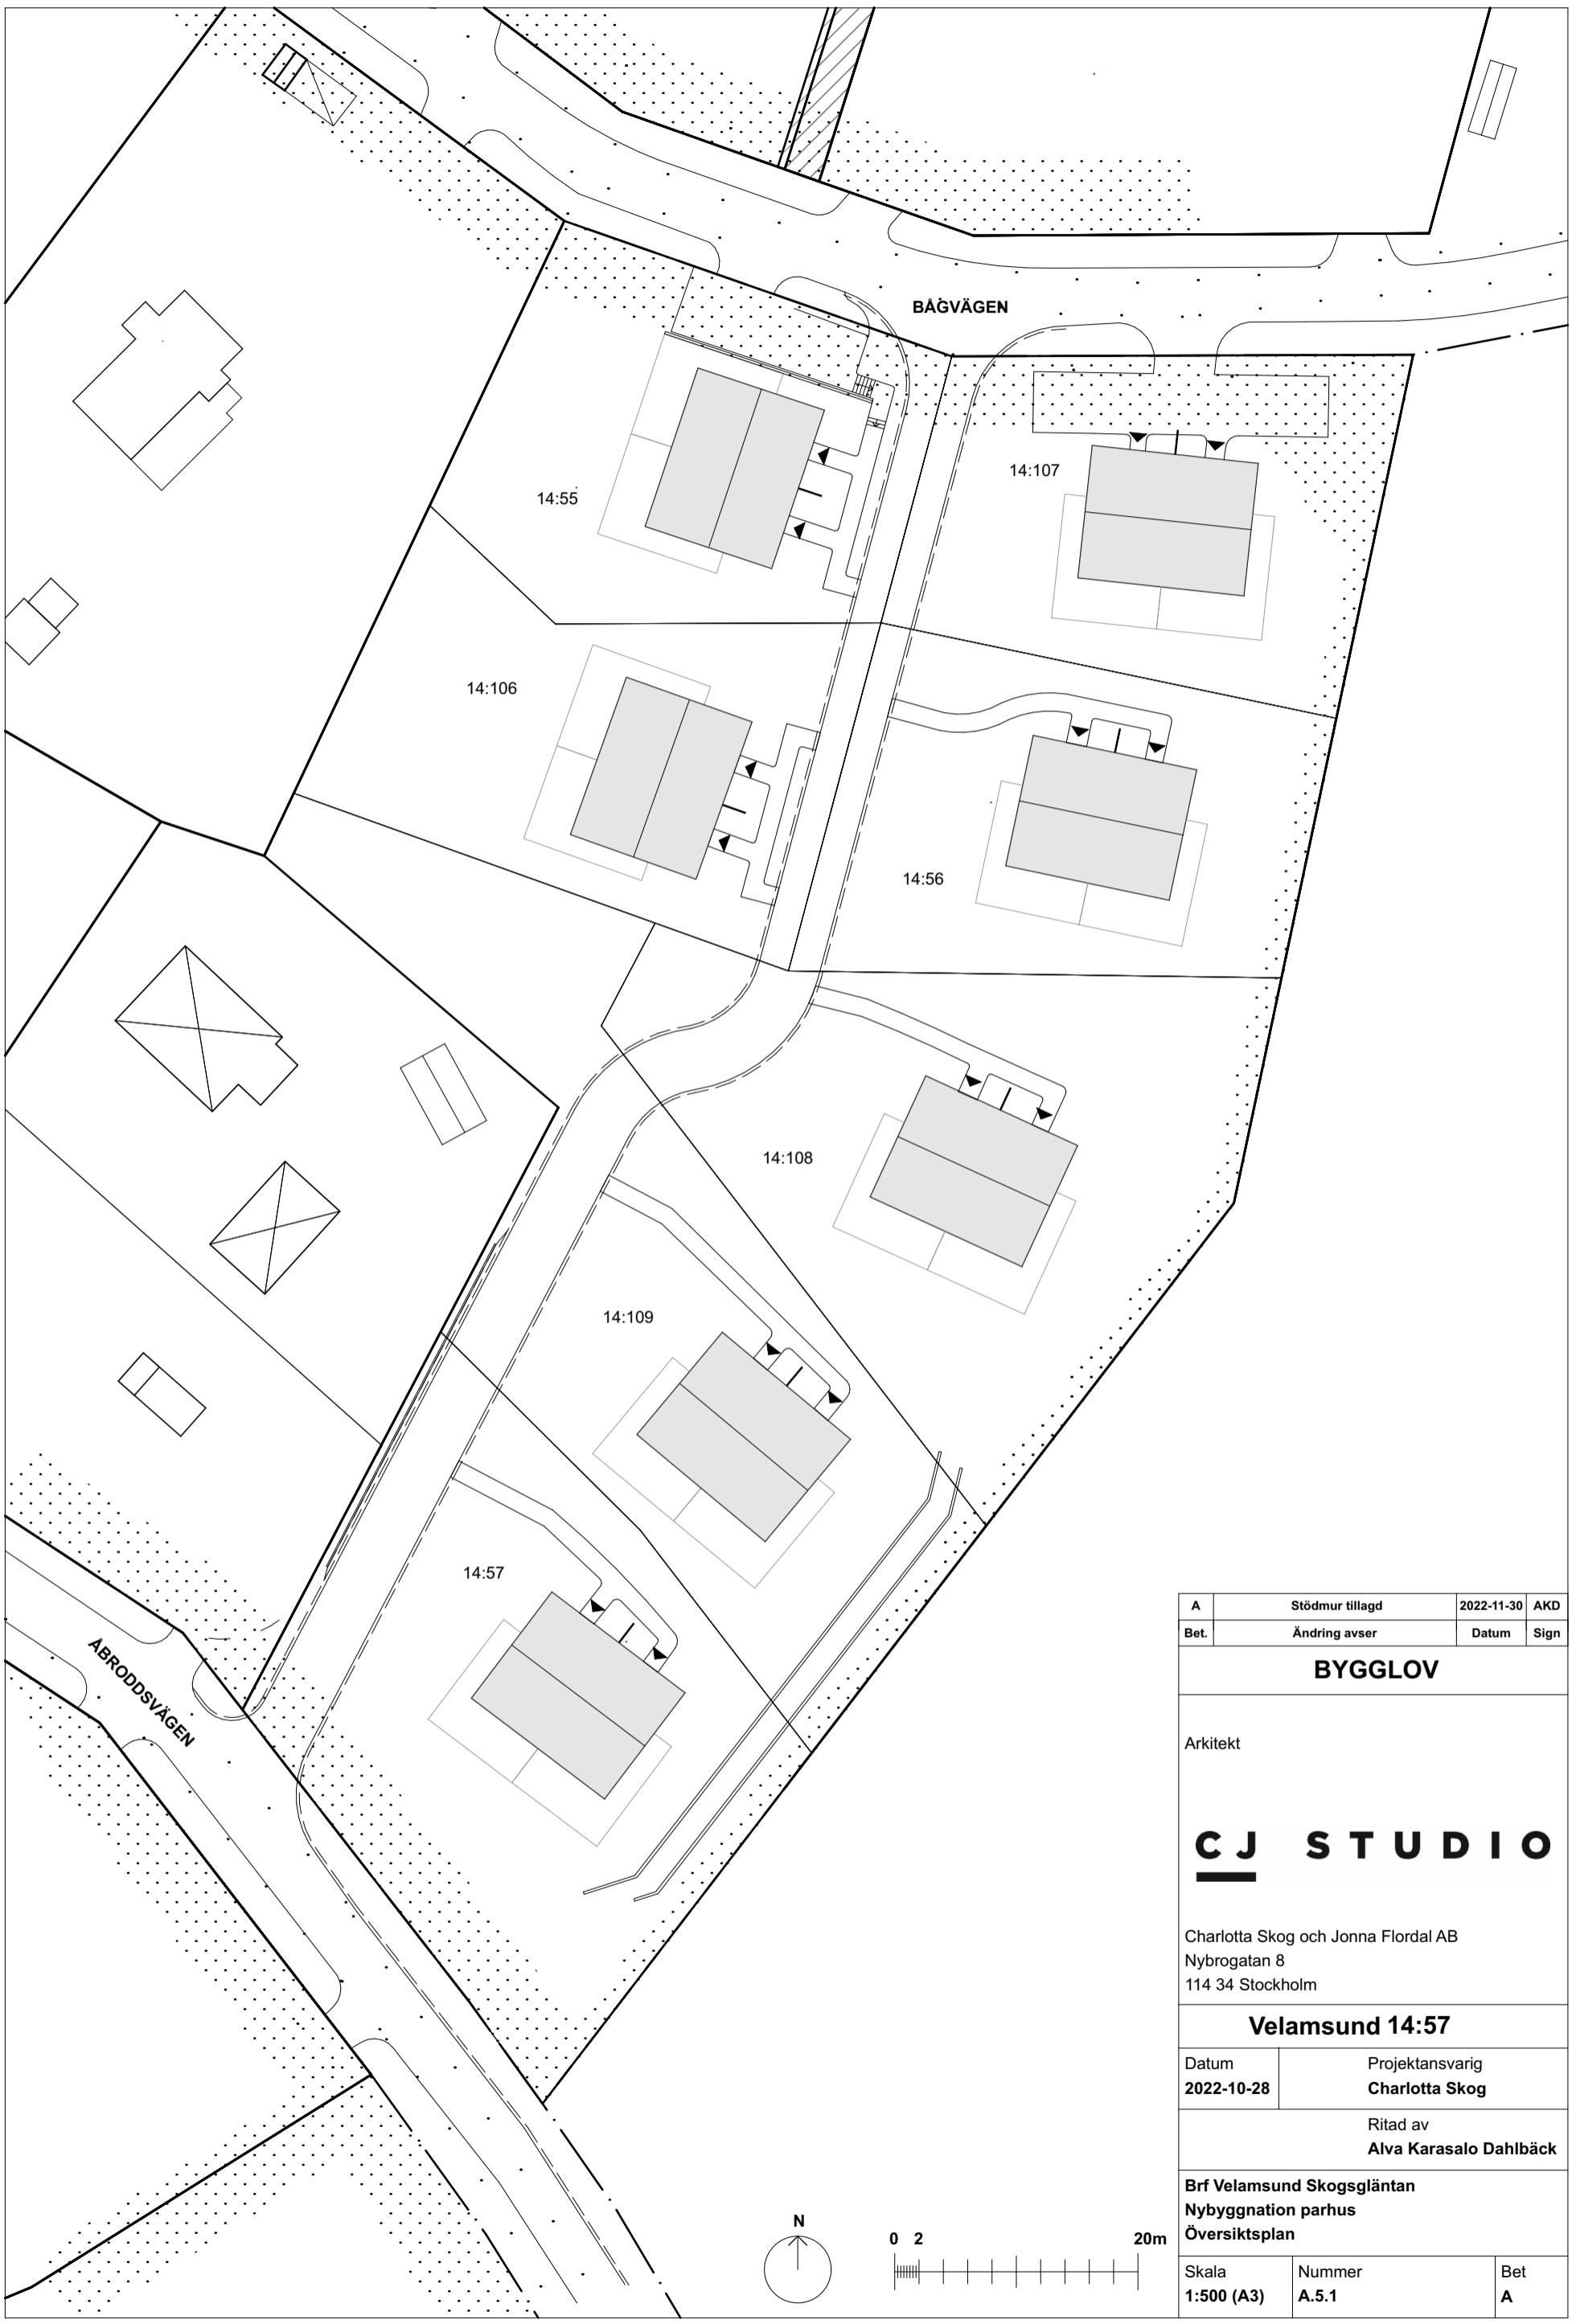 BÅGVÄGEN
14:107
14:55
14:106
14:56
14:108
14:109
14:57
ÅBRODDSVÄGEN
N
0 2 20m
A Stödmur tillagd 2022-11-30 AKD
Bet. Ändring avser Datum Sign
BYGGLOV
Arkitekt
CJ STUDIO
Charlotta Skog och Jonna Flordal AB
Nybrogatan 8
114 34 Stockholm
Velamsund 14:57
Datum Projektansvarig
2022-10-28 Charlotta Skog
Ritad av
Alva Karasalo Dahlbäck
Brf Velamsund Skogsgläntan
Nybyggnation parhus
Översiktsplan
Skala Nummer Bet
1:500 (A3) A.5.1 A